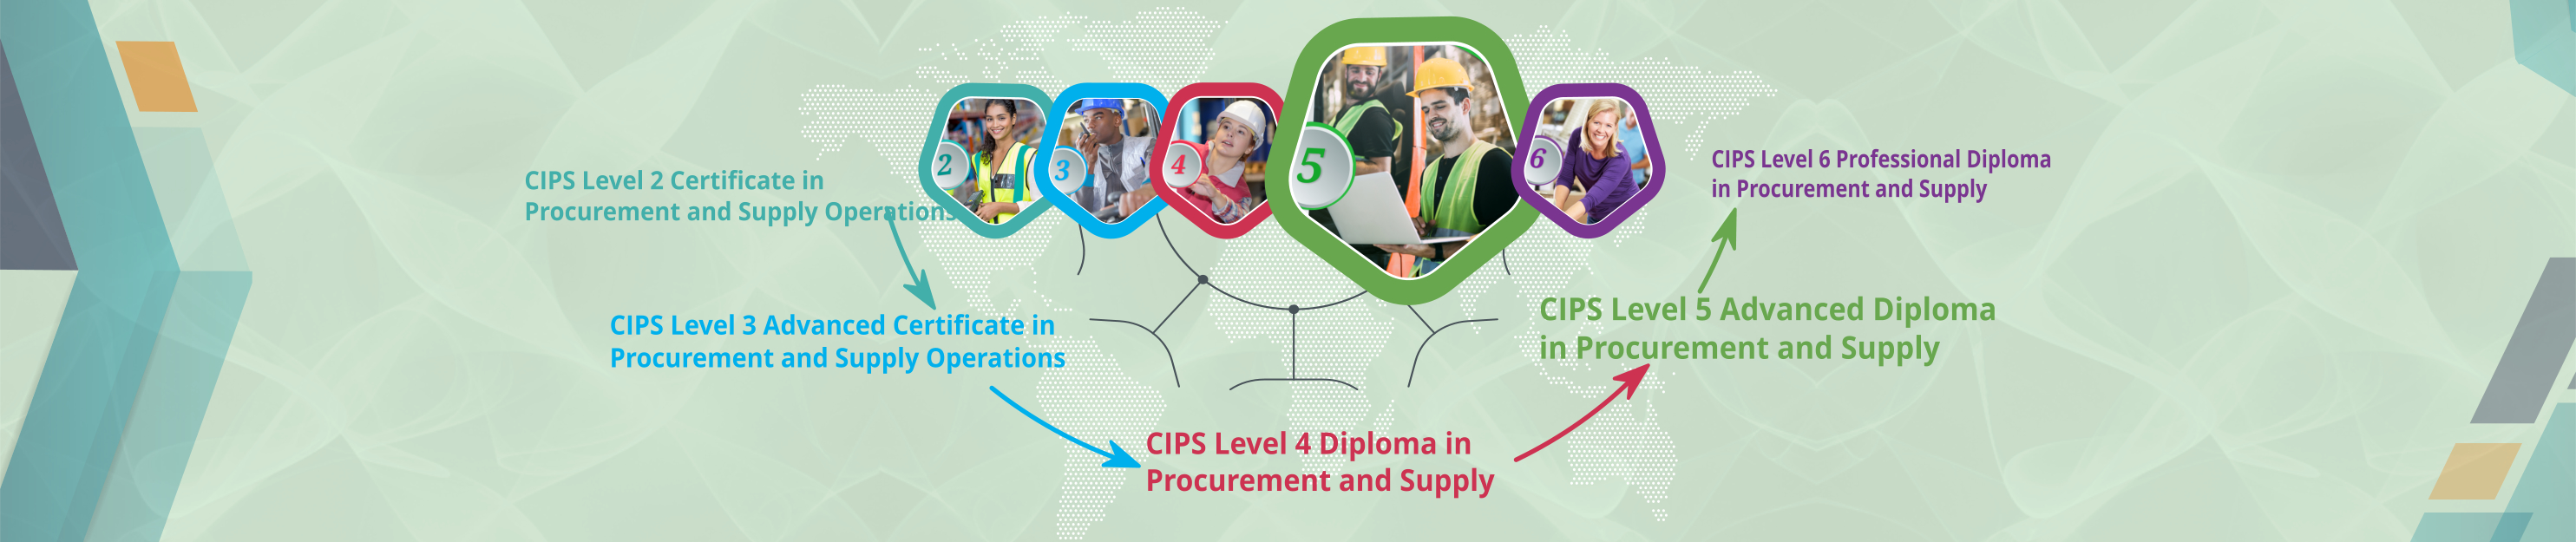 2
3
4
5
6
CIPS Level 2 Certificate in
Procurement and Supply Operations
CIPS Level 3 Advanced Certificate in
Procurement and Supply Operations
CIPS Level 4 Diploma in
Procurement and Supply
CIPS Level 5 Advanced Diploma
in Procurement and Supply
CIPS Level 6 Professional Diploma
in Procurement and Supply